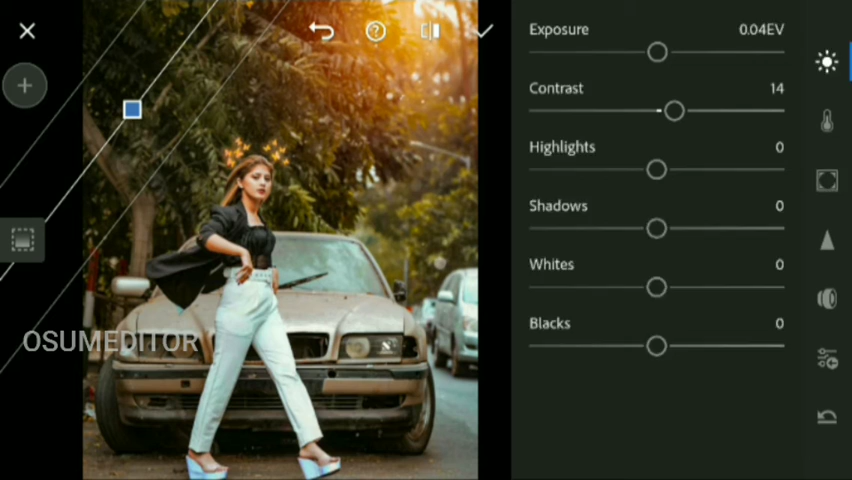 Exposure 0.04EV
Contrast 14
Highlights 0
Shadows 0
Whites 0
OSUMEDITOR
Blacks 0